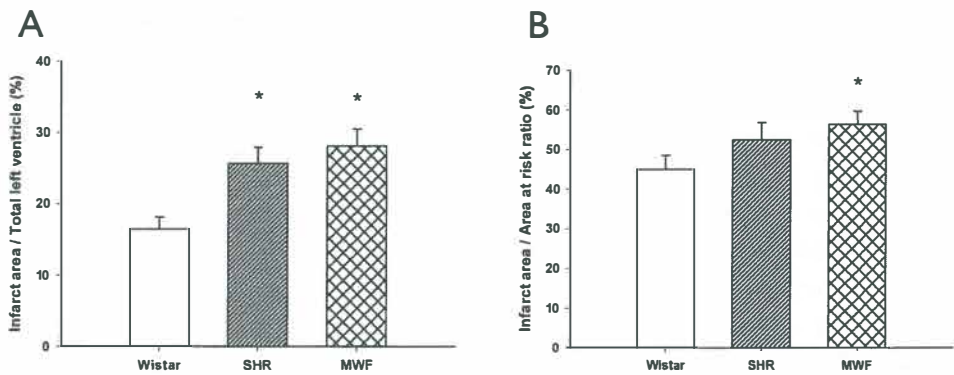 A
Infarct area / Total left ventricle (%)
40
30
20
10
0
*
*
Wistar
SHR
MWF
B
Infarct area / Area at risk ratio (%)
70
60
50
40
30
20
10
0
*
Wistar
SHR
MWF